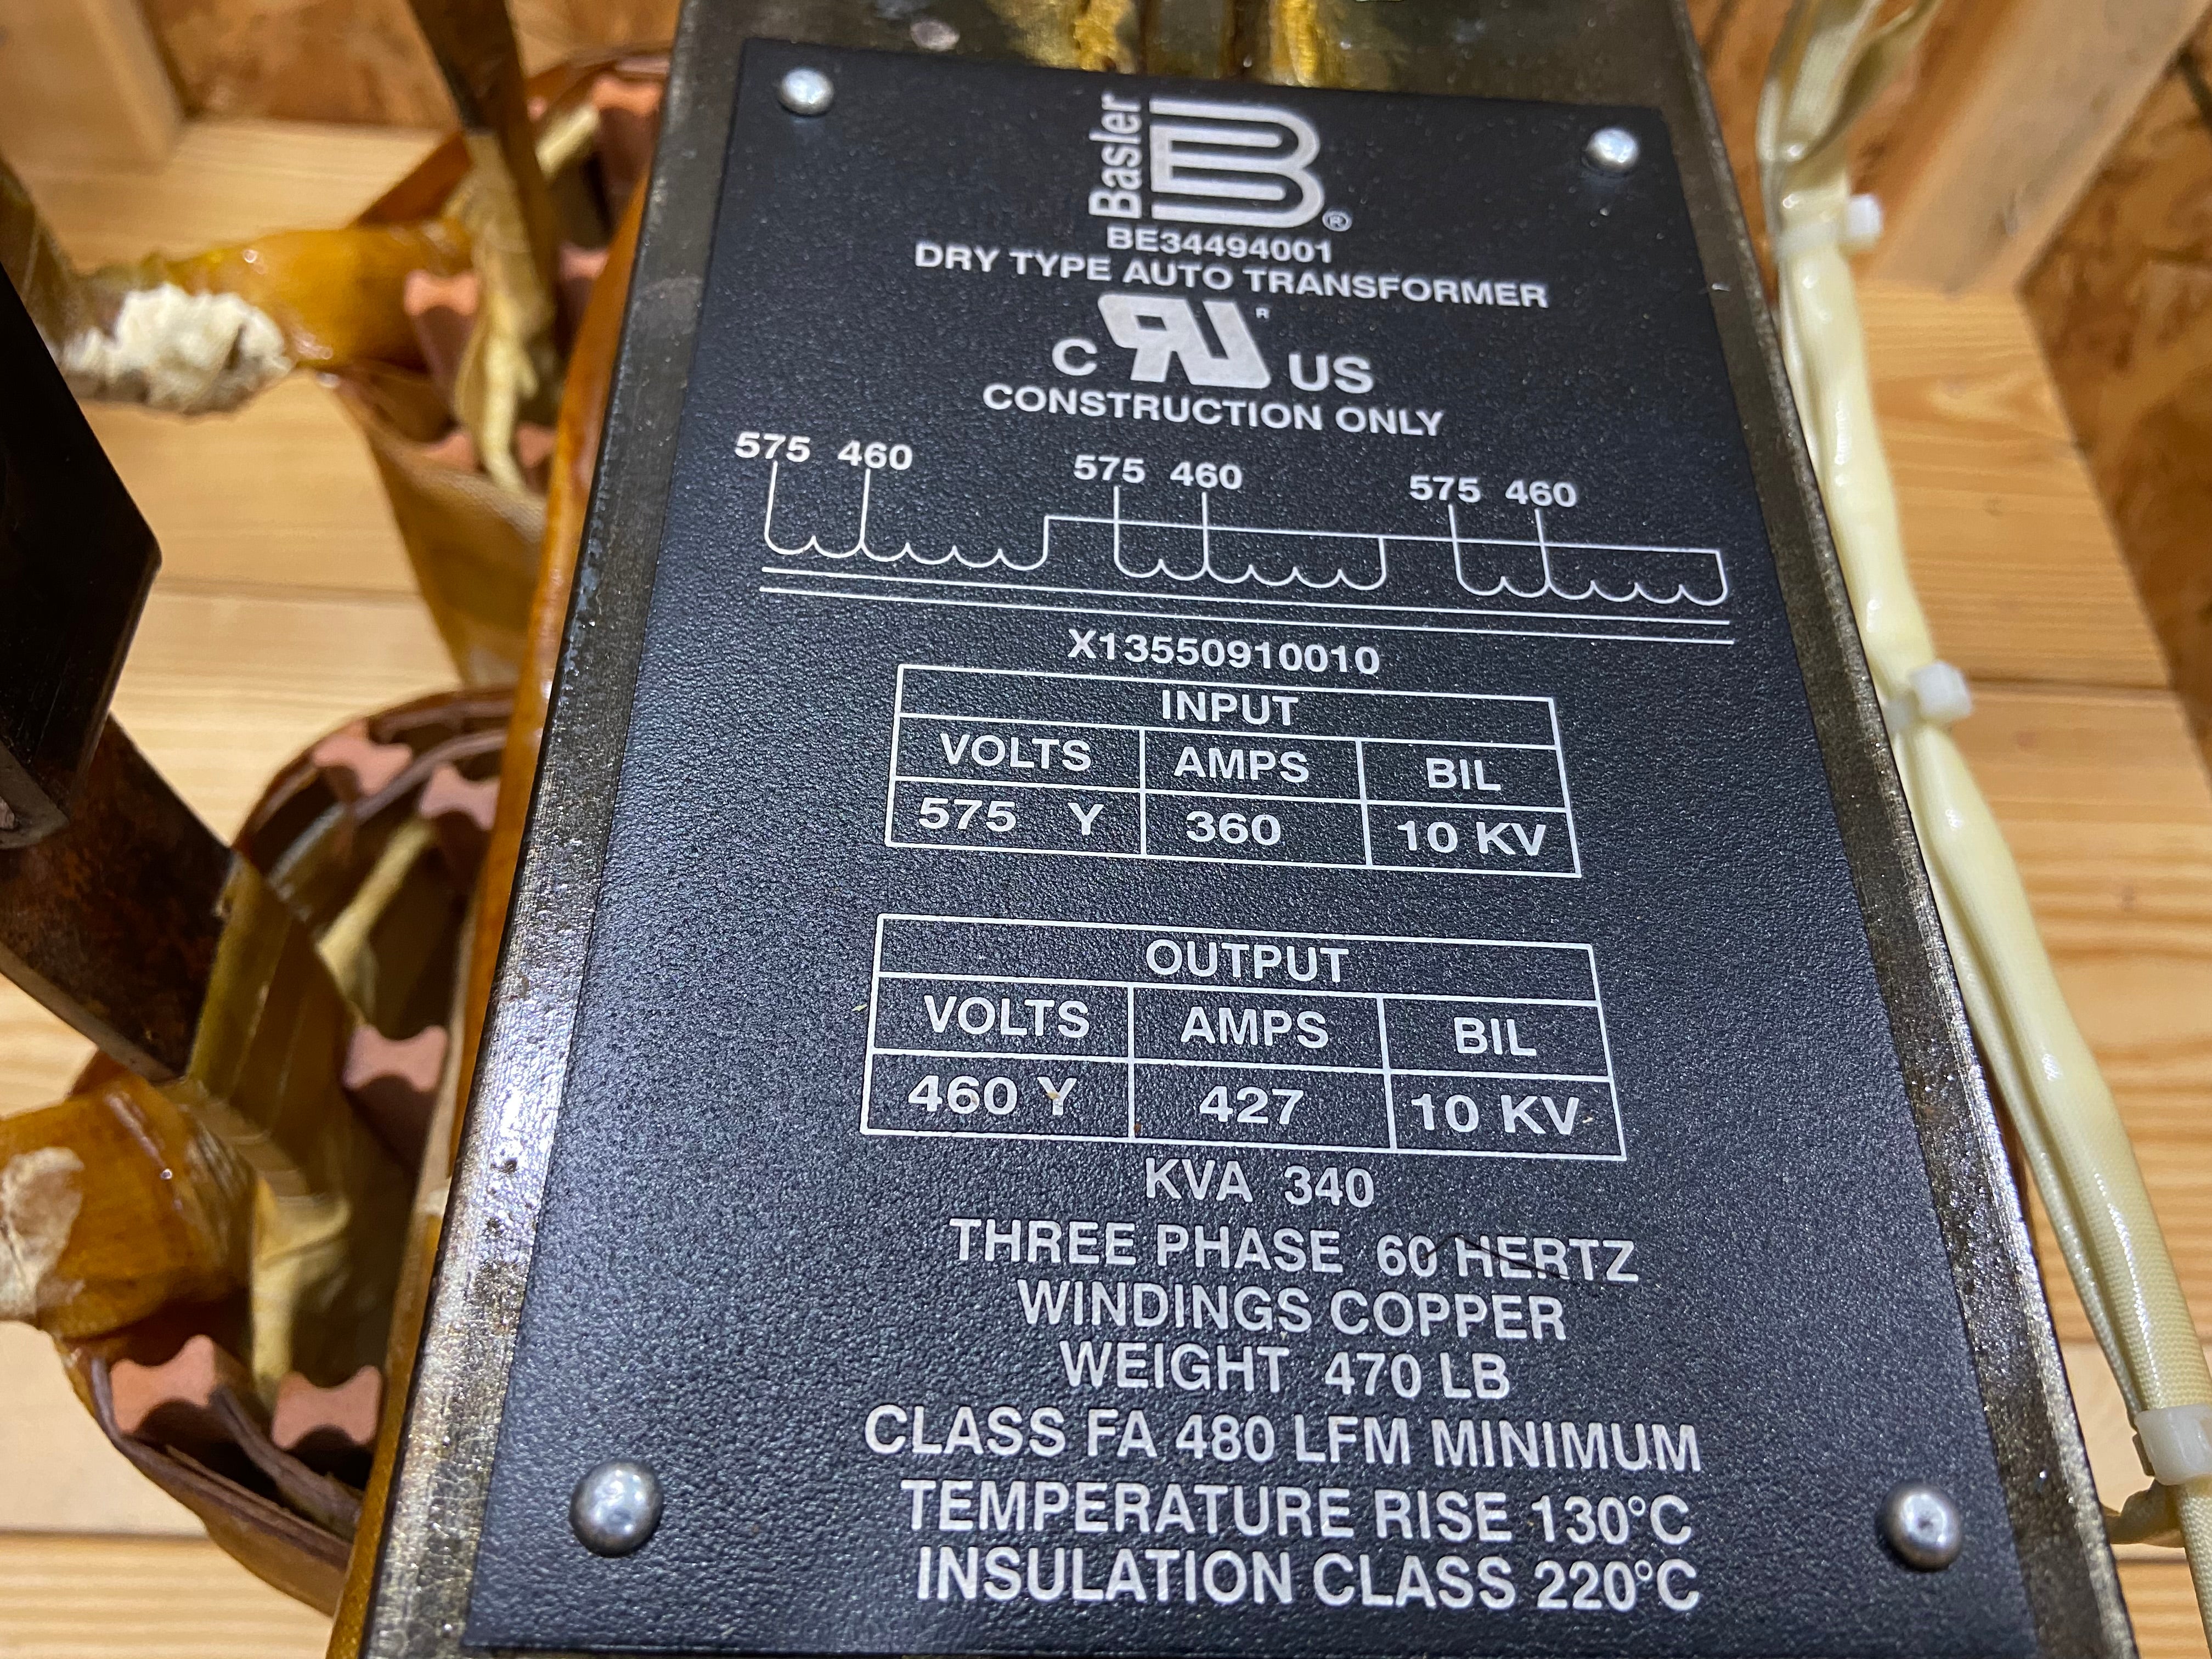 Basler B ®
BE34494001
DRY TYPE AUTO TRANSFORMER
C RU ® US
CONSTRUCTION ONLY
575 460 575 460 575 460
X13550910010
INPUT
VOLTS AMPS BIL
575 Y 360 10 KV
OUTPUT
VOLTS AMPS BIL
460 Y 427 10 KV
KVA 340
THREE PHASE 60 HERTZ
WINDINGS COPPER
WEIGHT 470 LB
CLASS FA 480 LFM MINIMUM
TEMPERATURE RISE 130°C
INSULATION CLASS 220°C